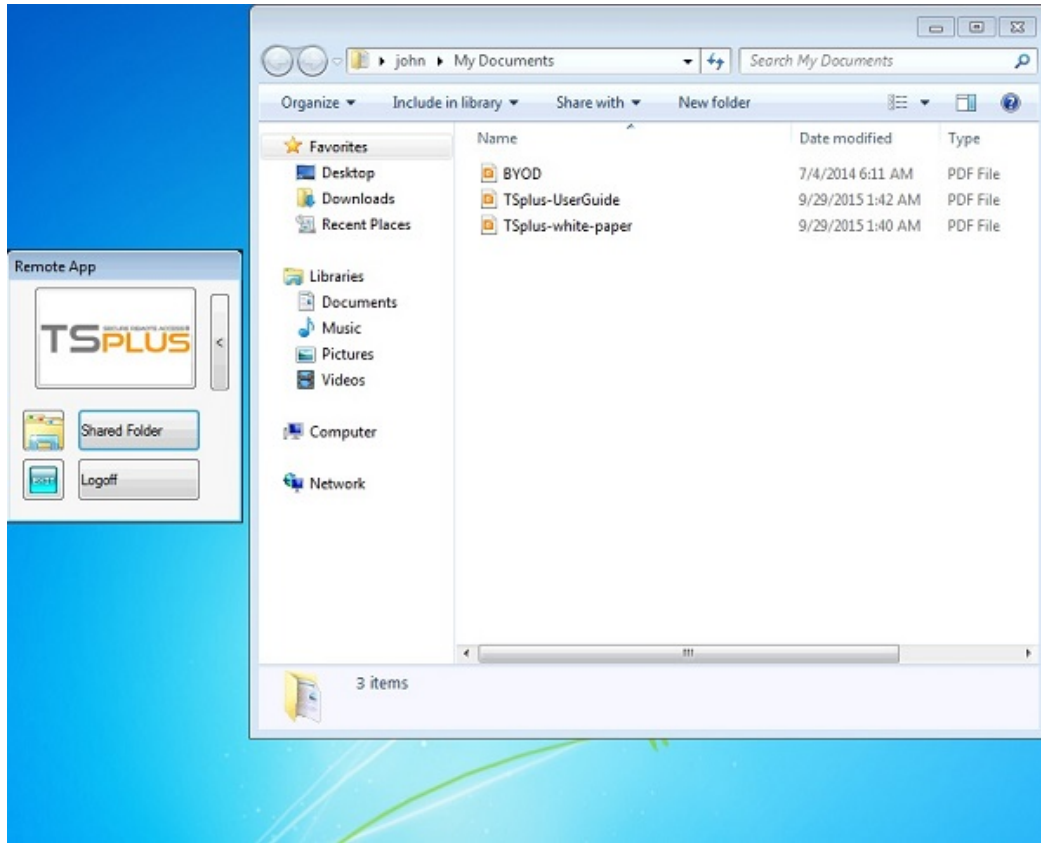 john ▸ My Documents
Search My Documents
Organize
Include in library
Share with
New folder
Favorites
Desktop
Downloads
Recent Places
Libraries
Documents
Music
Pictures
Videos
Computer
Network
Name Date modified Type
BYOD 7/4/2014 6:11 AM PDF File
TSplus-UserGuide 9/29/2015 1:42 AM PDF File
TSplus-white-paper 9/29/2015 1:40 AM PDF File
3 items
Remote App
TSPLUS
SECURE REMOTE ACCESS
<
Shared Folder
Logoff